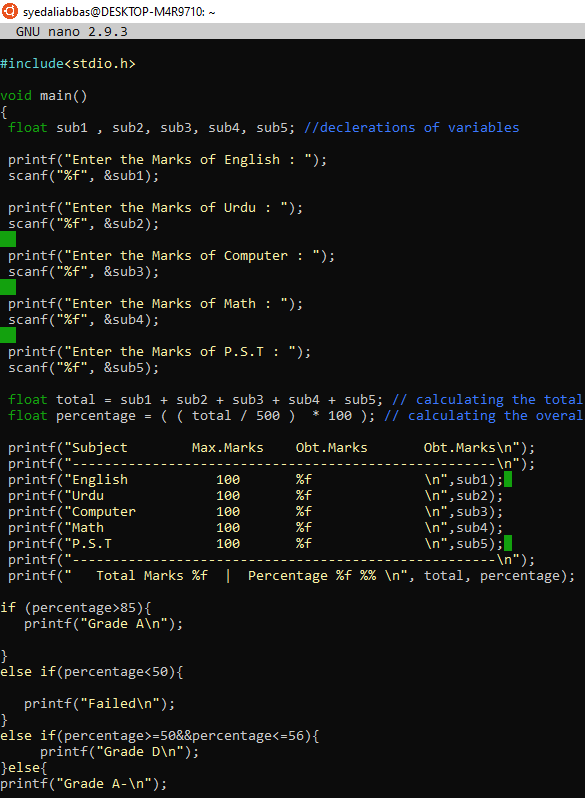 syedaliabbas@DESKTOP-M4R9710: ~
GNU nano 2.9.3
#include<stdio.h>
void main()
{
float sub1 , sub2, sub3, sub4, sub5; //declerations of variables
printf("Enter the Marks of English : ");
scanf("%f", &sub1);
printf("Enter the Marks of Urdu : ");
scanf("%f", &sub2);
printf("Enter the Marks of Computer : ");
scanf("%f", &sub3);
printf("Enter the Marks of Math : ");
scanf("%f", &sub4);
printf("Enter the Marks of P.S.T : ");
scanf("%f", &sub5);
float total = sub1 + sub2 + sub3 + sub4 + sub5; // calculating the total
float percentage = ( ( total / 500 )  * 100 ); // calculating the overal
printf("Subject        Max.Marks    Obt.Marks       Obt.Marks\n");
printf("-----------------------------------------------------\n");
printf("English           100       %f              \n",sub1);
printf("Urdu              100       %f              \n",sub2);
printf("Computer          100       %f              \n",sub3);
printf("Math              100       %f              \n",sub4);
printf("P.S.T             100       %f              \n",sub5);
printf("-----------------------------------------------------\n");
printf("   Total Marks %f  |  Percentage %f %% \n", total, percentage);
if (percentage>85){
printf("Grade A\n");
}
else if(percentage<50){
printf("Failed\n");
}
else if(percentage>=50&&percentage<=56){
printf("Grade D\n");
}else{
printf("Grade A-\n");